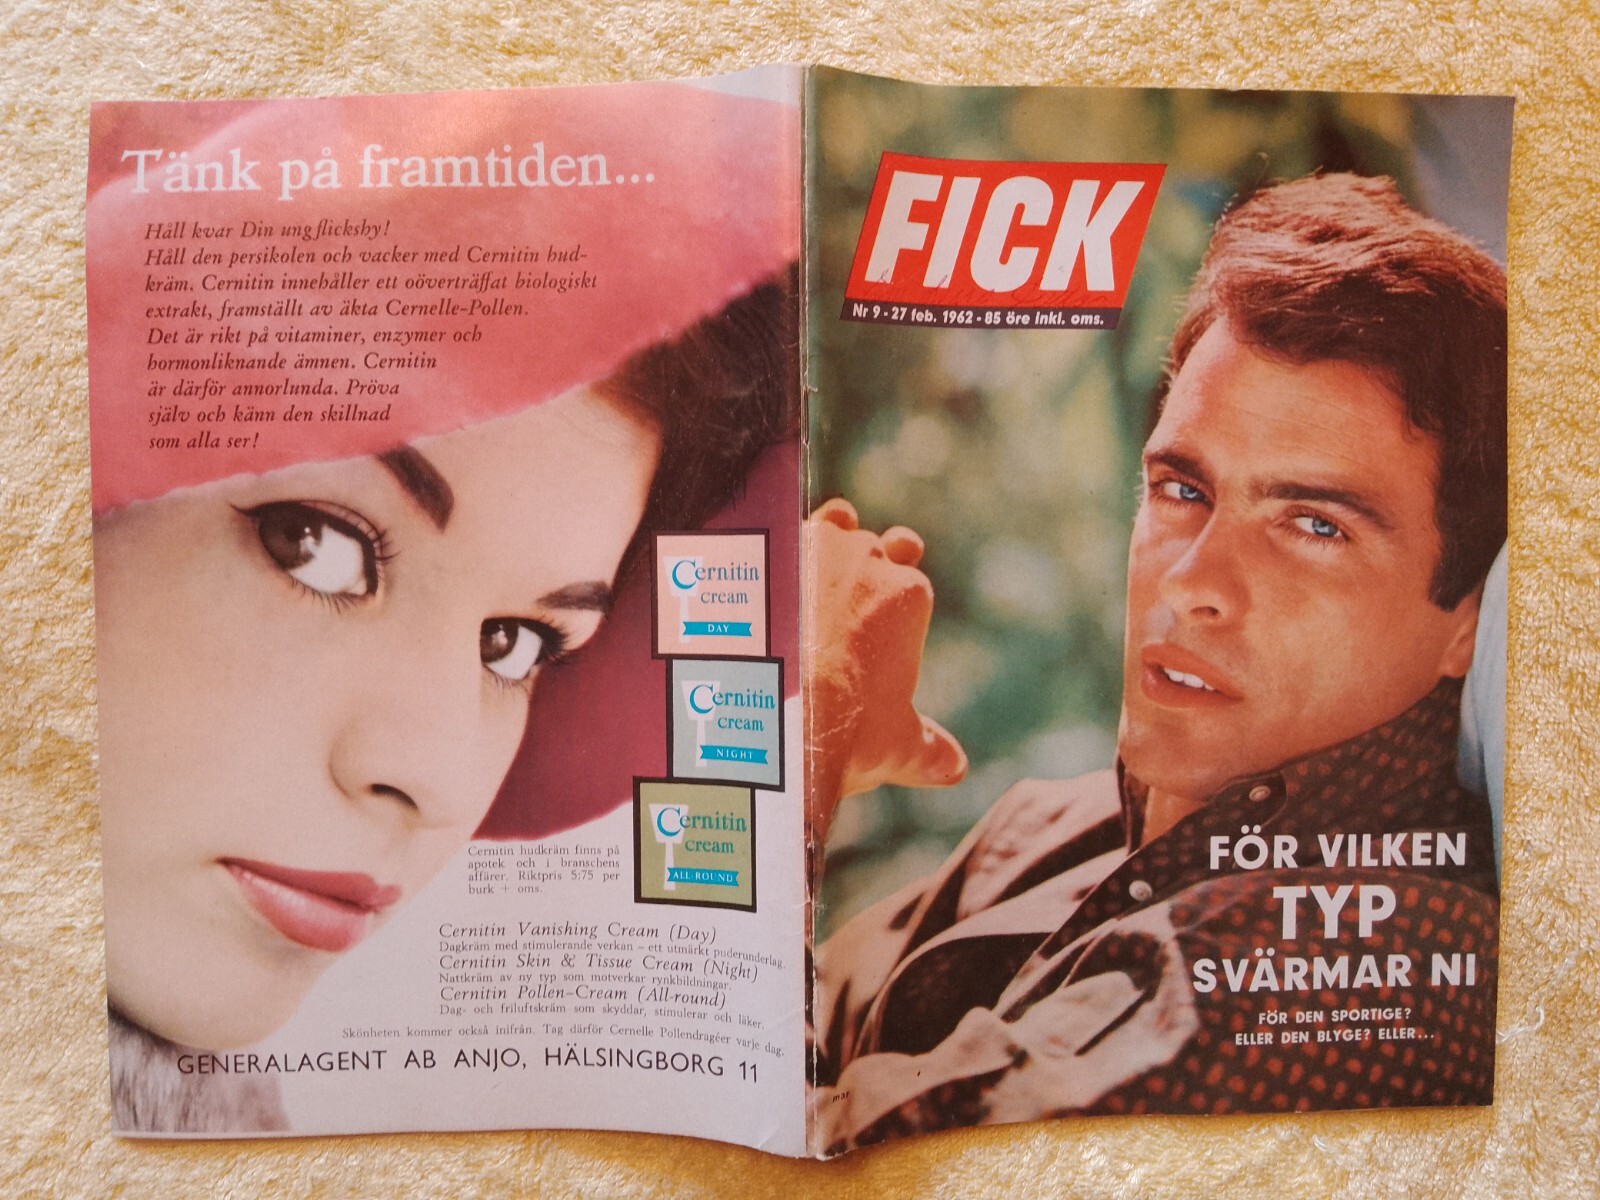 Tänk på framtiden...
Håll kvar Din ungflickshy!
Håll den persikolen och vacker med Cernitin hud-
kräm. Cernitin innehåller ett oöverträffat biologiskt
extrakt, framställt av äkta Cernelle-Pollen.
Det är rikt på vitaminer, enzymer och
hormonliknande ämnen. Cernitin
är därför annorlunda. Pröva
själv och känn den skillnad
som alla ser!
Cernitin
cream
DAY
Cernitin
cream
NIGHT
Cernitin
cream
ALL-ROUND
Cernitin hudkräm finns på
apotek och i branschens
affärer. Riktpris 5:75 per
burk + oms.
Cernitin Vanishing Cream (Day)
Dagkräm med stimulerande verkan – ett utmärkt puderunderlag.
Cernitin Skin & Tissue Cream (Night)
Nattkräm av ny typ som motverkar rynkbildningar.
Cernitin Pollen-Cream (All-round)
Dag- och friluftskräm som skyddar, stimulerar och läker.
Skönheten kommer också inifrån. Tag därför Cernelle Pollendragéer varje dag.
GENERALAGENT AB ANJO, HÄLSINGBORG 11
FICK
Nr 9 - 27 feb. 1962 - 85 öre inkl. oms.
FÖR VILKEN
TYP
SVÄRMAR NI
FÖR DEN SPORTIGE?
ELLER DEN BLYGE? ELLER...
mar